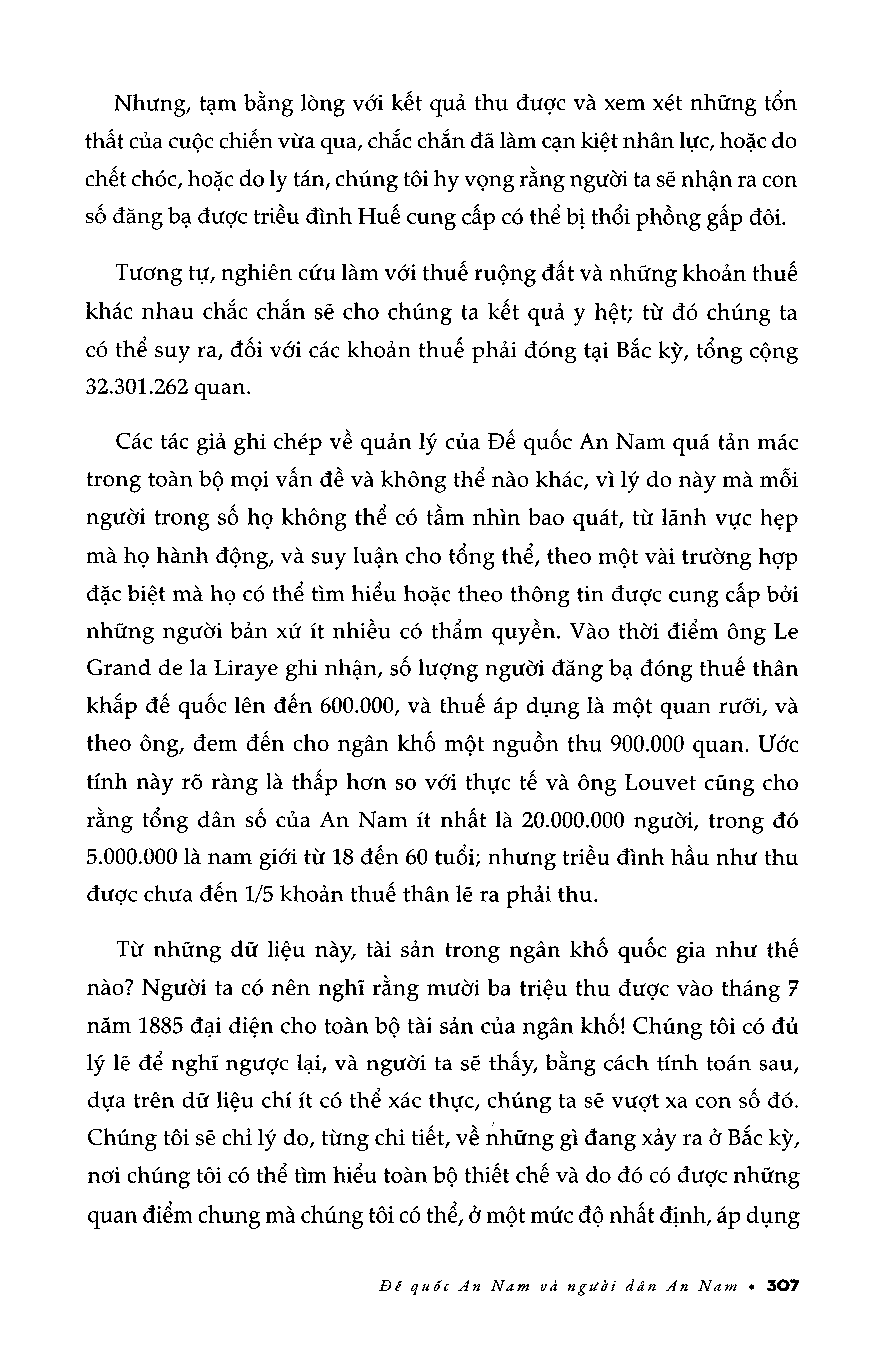 Nhưng, tạm bằng lòng với kết quả thu được và xem xét những tổn
thất của cuộc chiến vừa qua, chắc chắn đã làm cạn kiệt nhân lực, hoặc do
chết chóc, hoặc do ly tán, chúng tôi hy vọng rằng người ta sẽ nhận ra con
số đăng bạ được triều đình Huế cung cấp có thể bị thổi phồng gấp đôi.
Tương tự, nghiên cứu làm với thuế ruộng đất và những khoản thuế
khác nhau chắc chắn sẽ cho chúng ta kết quả y hệt; từ đó chúng ta
có thể suy ra, đối với các khoản thuế phải đóng tại Bắc kỳ, tổng cộng
32.301.262 quan.
Các tác giả ghi chép về quản lý của Đế quốc An Nam quá tản mác
trong toàn bộ mọi vấn đề và không thể nào khác, vì lý do này mà mỗi
người trong số họ không thể có tầm nhìn bao quát, từ lãnh vực hẹp
mà họ hành động, và suy luận cho tổng thể, theo một vài trường hợp
đặc biệt mà họ có thể tìm hiểu hoặc theo thông tin được cung cấp bởi
những người bản xứ ít nhiều có thẩm quyền. Vào thời điểm ông Le
Grand de la Liraye ghi nhận, số lượng người đăng bạ đóng thuế thân
khắp đế quốc lên đến 600.000, và thuế áp dụng là một quan rưỡi, và
theo ông, đem đến cho ngân khố một nguồn thu 900.000 quan. Ước
tính này rõ ràng là thấp hơn so với thực tế và ông Louvet cũng cho
rằng tổng dân số của An Nam ít nhất là 20.000.000 người, trong đó
5.000.000 là nam giới từ 18 đến 60 tuổi; nhưng triều đình hầu như thu
được chưa đến 1/5 khoản thuế thân lẽ ra phải thu.
Từ những dữ liệu này, tài sản trong ngân khố quốc gia như thế
nào? Người ta có nên nghĩ rằng mười ba triệu thu được vào tháng 7
năm 1885 đại diện cho toàn bộ tài sản của ngân khố! Chúng tôi có đủ
lý lẽ để nghĩ ngược lại, và người ta sẽ thấy, bằng cách tính toán sau,
dựa trên dữ liệu chí ít có thể xác thực, chúng ta sẽ vượt xa con số đó.
Chúng tôi sẽ chỉ lý do, từng chi tiết, về những gì đang xảy ra ở Bắc kỳ,
nơi chúng tôi có thể tìm hiểu toàn bộ thiết chế và do đó có được những
quan điểm chung mà chúng tôi có thể, ở một mức độ nhất định, áp dụng
Đế quốc An Nam và người dân An Nam • 307